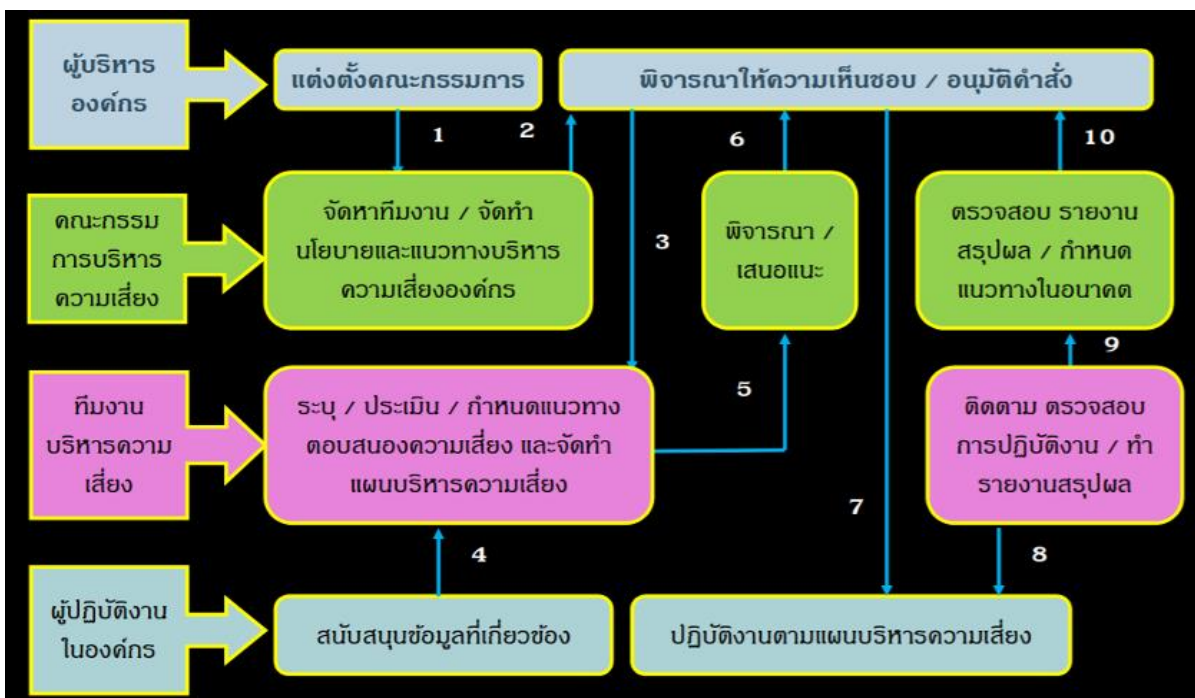 ผู้บริหาร
องค์กร
แต่งตั้งคณะกรรมการ
พิจารณาให้ความเห็นชอบ / อนุมัติคำสั่ง
1
2
6
10
คณะกรรม
การบริหาร
ความเสี่ยง
จัดหาทีมงาน / จัดทำ
นโยบายและแนวทางบริหาร
ความเสี่ยงองค์กร
3
พิจารณา /
เสนอแนะ
ตรวจสอบ รายงาน
สรุปผล / กำหนด
แนวทางในอนาคต
9
5
ทีมงาน
บริหารความ
เสี่ยง
ระบุ / ประเมิน / กำหนดแนวทาง
ตอบสนองความเสี่ยง และจัดทำ
แผนบริหารความเสี่ยง
ติดตาม ตรวจสอบ
การปฏิบัติงาน / ทำ
รายงานสรุปผล
7
4
8
ผู้ปฏิบัติงาน
ในองค์กร
สนับสนุนข้อมูลที่เกี่ยวข้อง
ปฏิบัติงานตามแผนบริหารความเสี่ยง